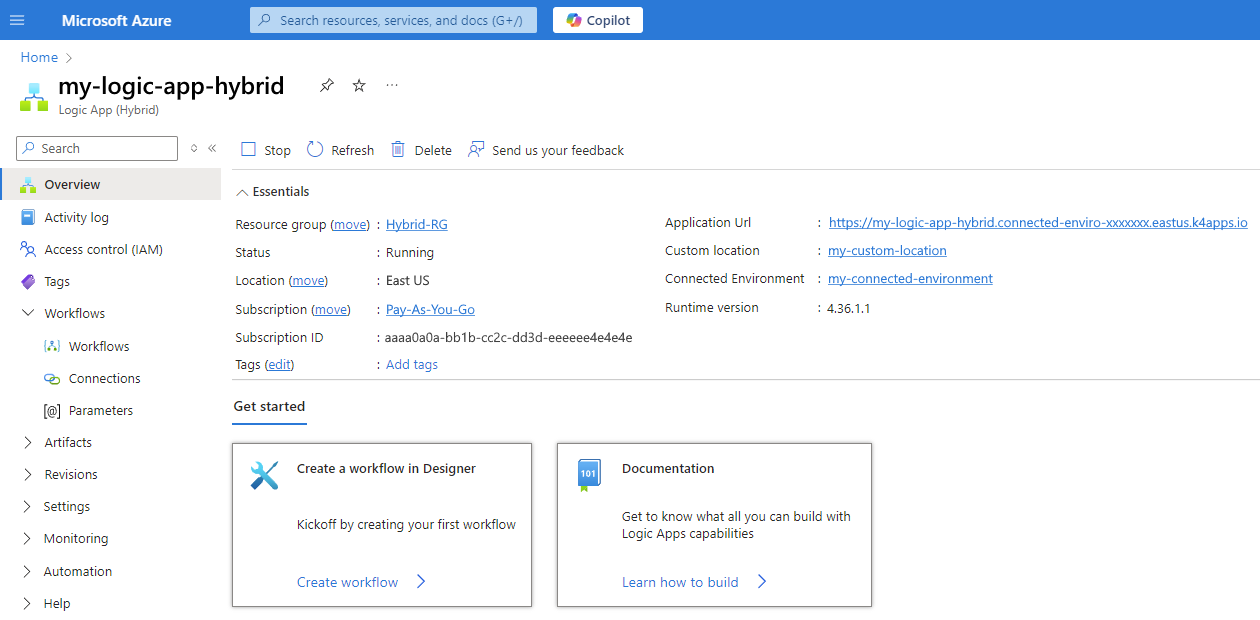 Microsoft Azure
Search resources, services, and docs (G+/)
Copilot
Home
my-logic-app-hybrid
Logic App (Hybrid)
Search
Stop
Refresh
Delete
Send us your feedback
Overview
Activity log
Access control (IAM)
Tags
Workflows
Workflows
Connections
Parameters
Artifacts
Revisions
Settings
Monitoring
Automation
Help
Essentials
Resource group (move) : Hybrid-RG
Status : Running
Location (move) : East US
Subscription (move) : Pay-As-You-Go
Subscription ID : aaaa0a0a-bb1b-cc2c-dd3d-eeeeee4e4e4e
Tags (edit) : Add tags
Application Url : https://my-logic-app-hybrid.connected-enviro-xxxxxxx.eastus.k4apps.io
Custom location : my-custom-location
Connected Environment : my-connected-environment
Runtime version : 4.36.1.1
Get started
Create a workflow in Designer
Kickoff by creating your first workflow
Create workflow
101
Documentation
Get to know what all you can build with
Logic Apps capabilities
Learn how to build